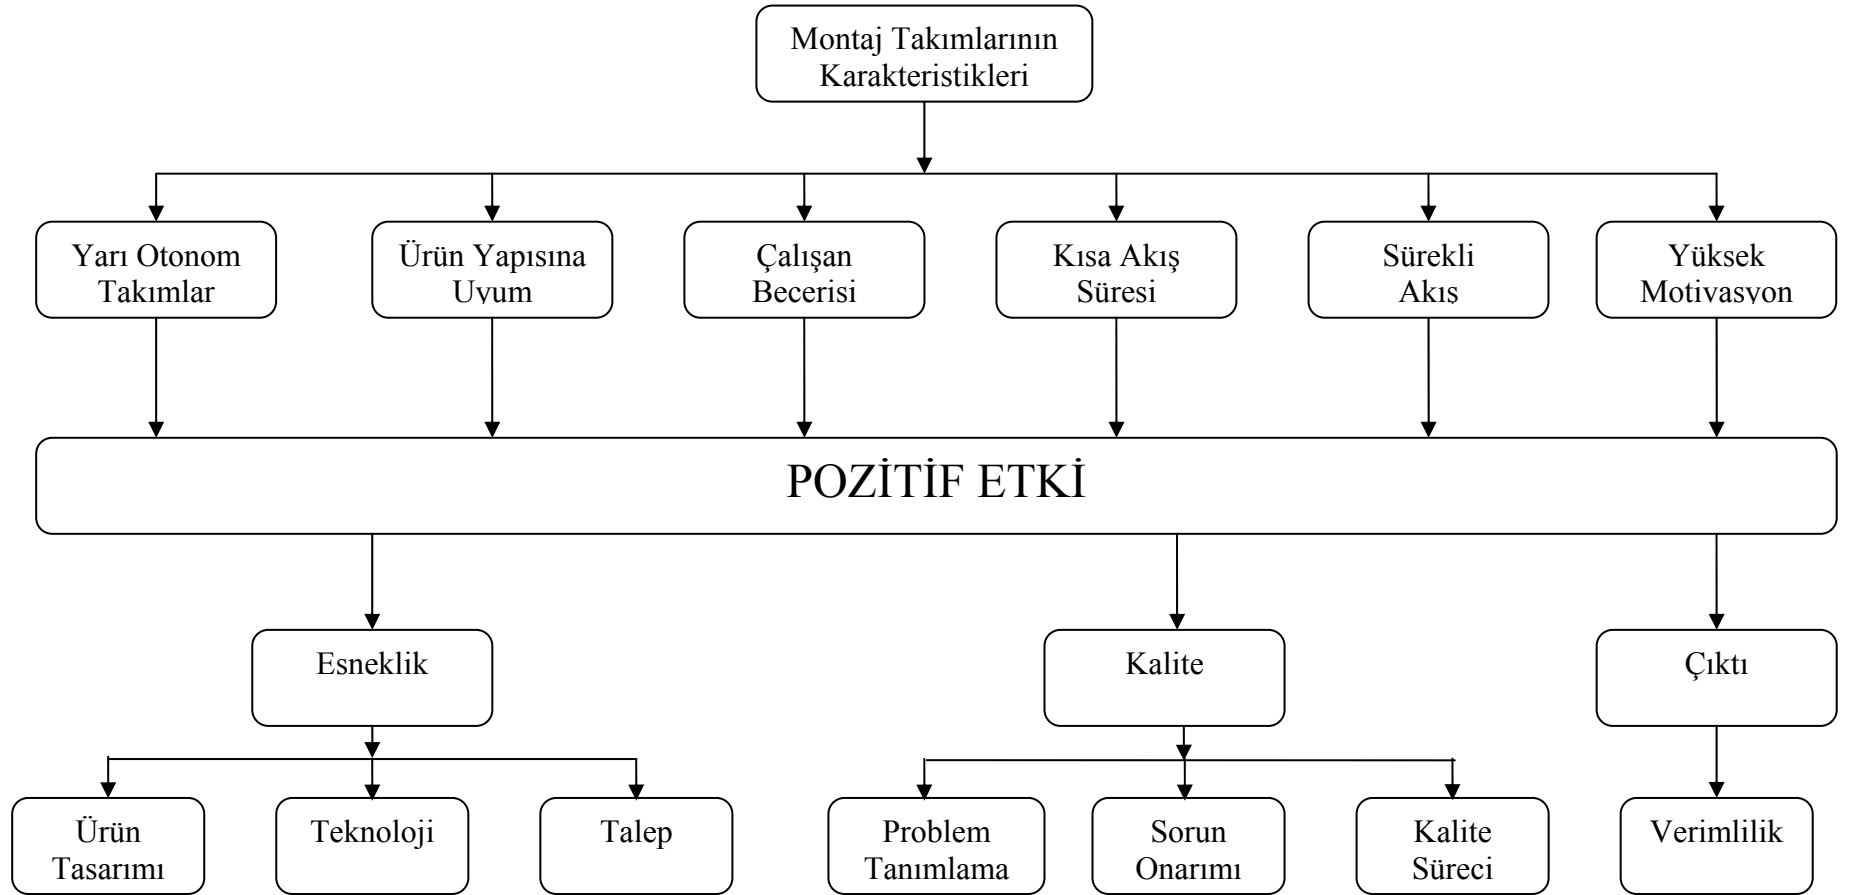 Montaj Takımlarının
Karakteristikleri
Yarı Otonom
Takımlar
Ürün Yapısına
Uyum
Çalışan
Becerisi
Kısa Akış
Süresi
Sürekli
Akış
Yüksek
Motivasyon
POZİTİF ETKİ
Esneklik
Kalite
Çıktı
Ürün
Tasarımı
Teknoloji
Talep
Problem
Tanımlama
Sorun
Onarımı
Kalite
Süreci
Verimlilik